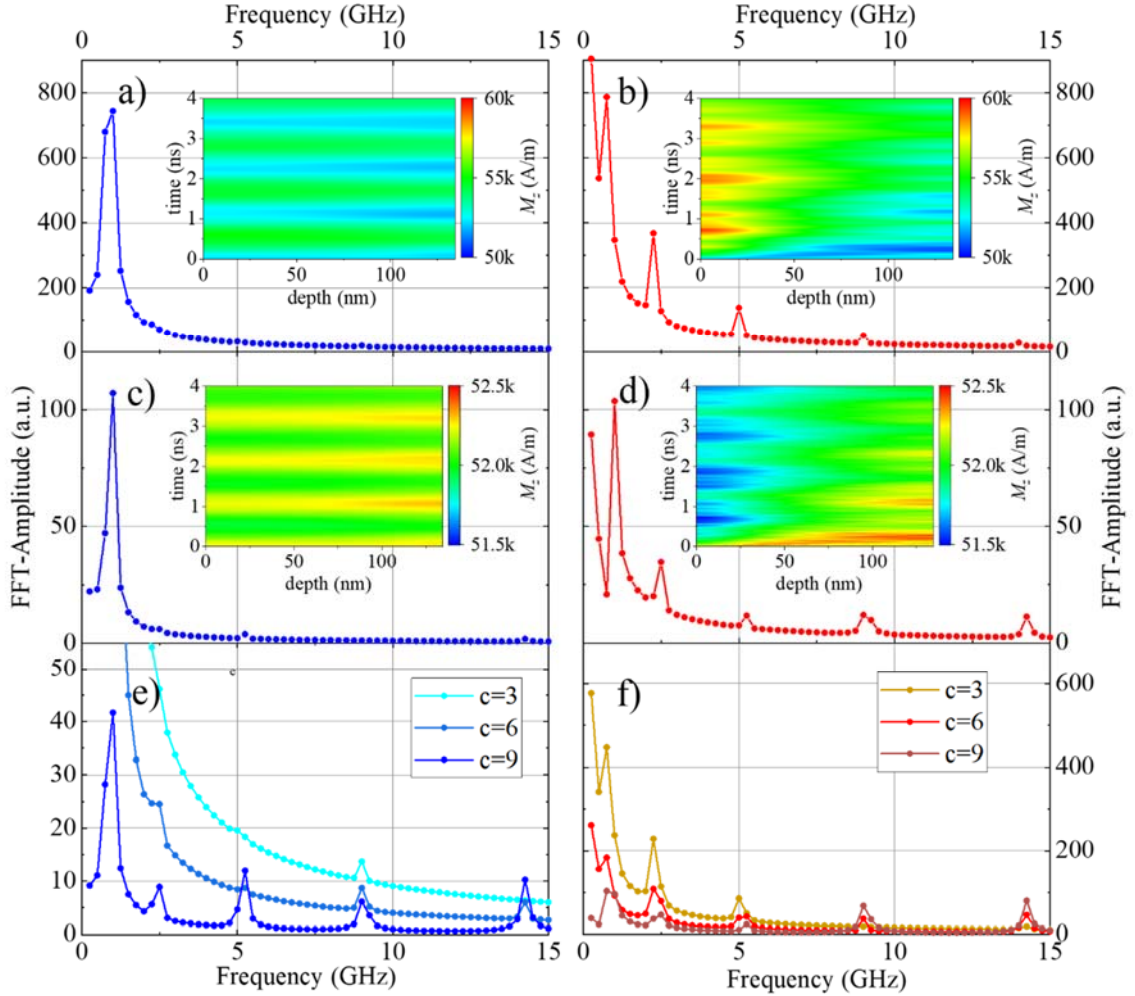 Frequency (GHz)
Frequency (GHz)
0 5 10 15
0 5 10 15
a)
800
600
400
200
0
time (ns)
4
3
2
1
0
0 50 100
depth (nm)
60k
55k
50k
Mz (A/m)
b)
time (ns)
4
3
2
1
0
0 50 100
depth (nm)
60k
55k
50k
Mz (A/m)
800
600
400
200
0
FFT-Amplitude (a.u.)
c)
100
50
0
time (ns)
4
3
2
1
0
0 50 100
depth (nm)
52.5k
52.0k
51.5k
Mz (A/m)
d)
time (ns)
4
3
2
1
0
0 50 100
depth (nm)
52.5k
52.0k
51.5k
Mz (A/m)
100
50
0
FFT-Amplitude (a.u.)
e)
50
40
30
20
10
0
c
c=3
c=6
c=9
f)
c=3
c=6
c=9
600
400
200
0
0 5 10 15
0 5 10 15
Frequency (GHz)
Frequency (GHz)